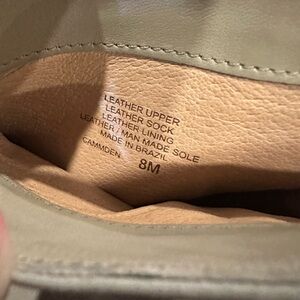 LEATHER UPPER
LEATHER SOCK
LEATHER LINING
LEATHER / MAN MADE SOLE
MADE IN BRAZIL
CAMMDEN 8M